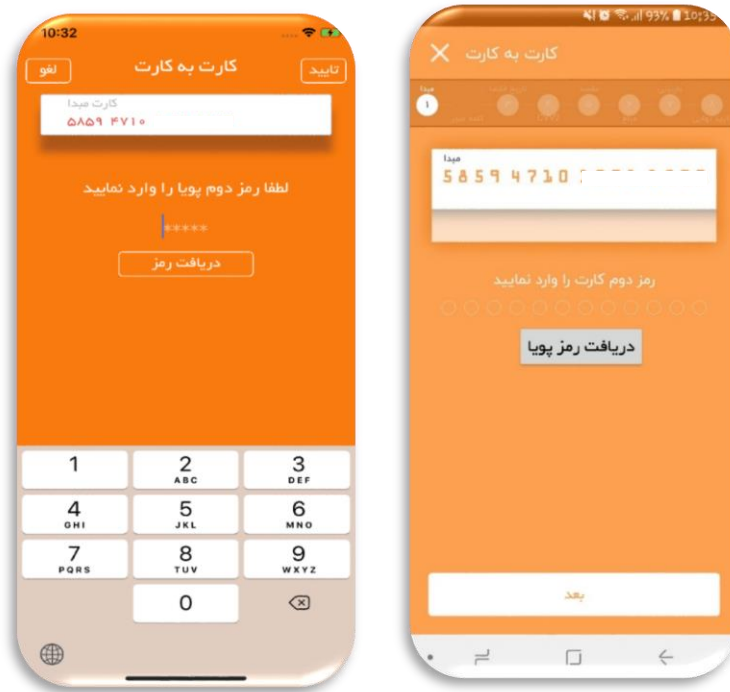 10:32
تایید
کارت به کارت
لغو
کارت مبدا
۵۸۵۹ ۴۷۱۰
لطفا رمز دوم پویا را وارد نمایید
*****
دریافت رمز
1
2
ABC
3
DEF
4
GHI
5
JKL
6
MNO
7
PQRS
8
TUV
9
WXYZ
0
93% 10:35
کارت به کارت
مبدا
1
مبدا
5859 4710
رمز دوم کارت را وارد نمایید
دریافت رمز پویا
بعد